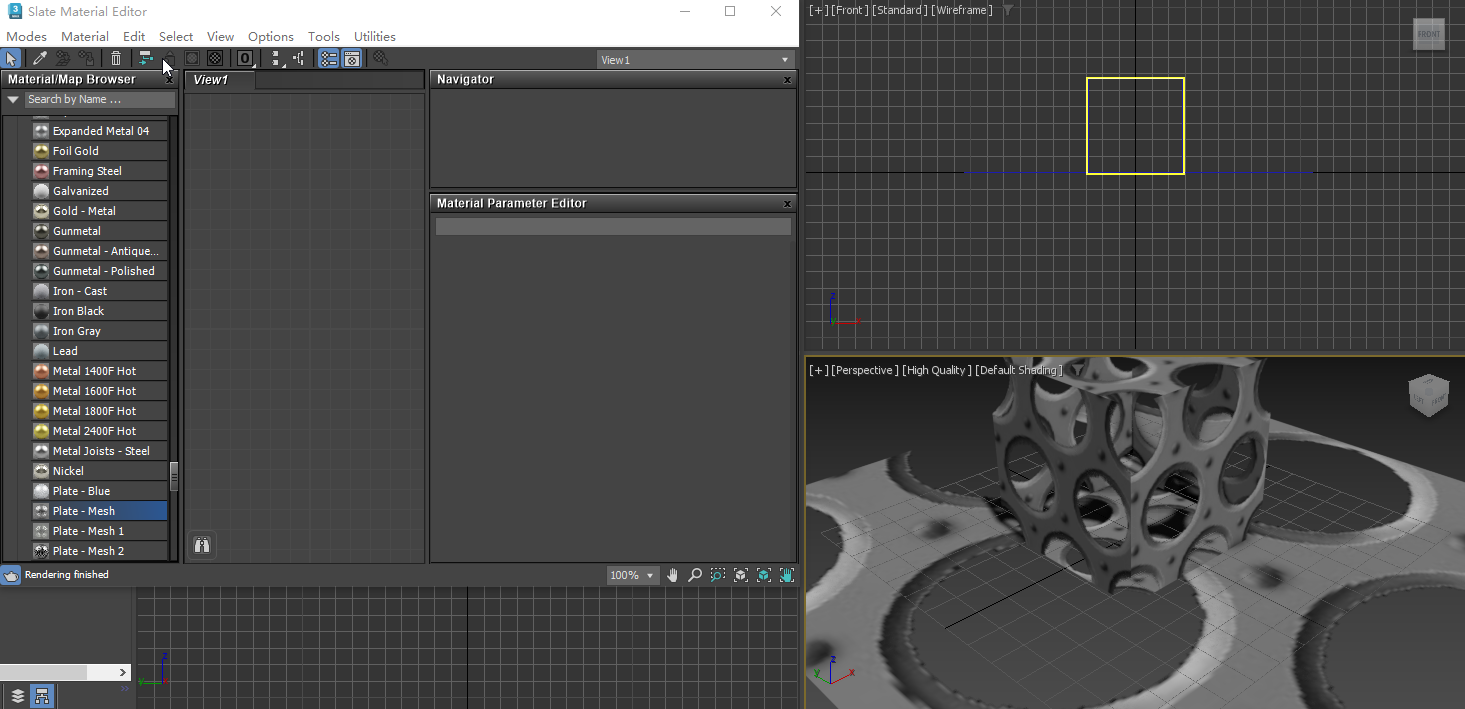 Slate Material Editor
Modes Material Edit Select View Options Tools Utilities
0
View1
Material/Map Browser
Search by Name ...
Expanded Metal 04
Foil Gold
Framing Steel
Galvanized
Gold - Metal
Gunmetal
Gunmetal - Antique...
Gunmetal - Polished
Iron - Cast
Iron Black
Iron Gray
Lead
Metal 1400F Hot
Metal 1600F Hot
Metal 1800F Hot
Metal 2400F Hot
Metal Joists - Steel
Nickel
Plate - Blue
Plate - Mesh
Plate - Mesh 1
Plate - Mesh 2
View1
Navigator
Material Parameter Editor
Rendering finished
100%
z
y
[+] [Front] [Standard] [Wireframe]
FRONT
z
y
x
[+] [Perspective] [High Quality] [Default Shading]
z
y
x